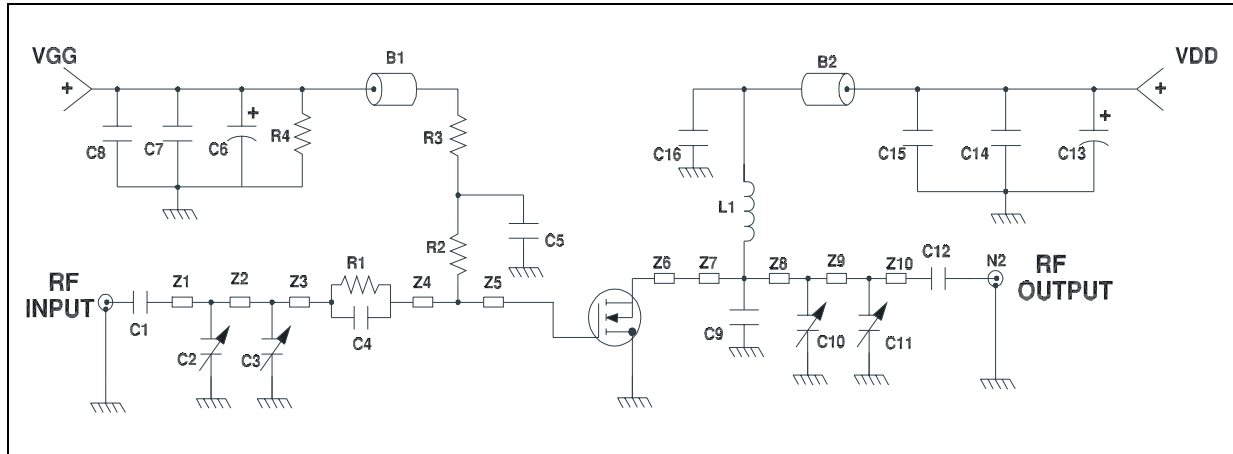 VGG
B1
B2
VDD
+
+
+
+
C8
C7
C6
R4
R3
C16
C15
C14
C13
L1
R2
C5
RF
INPUT
C1
Z1
Z2
Z3
R1
C4
Z4
Z5
C2
C3
Z6
Z7
Z8
Z9
Z10
C12
N2
RF
OUTPUT
C9
C10
C11